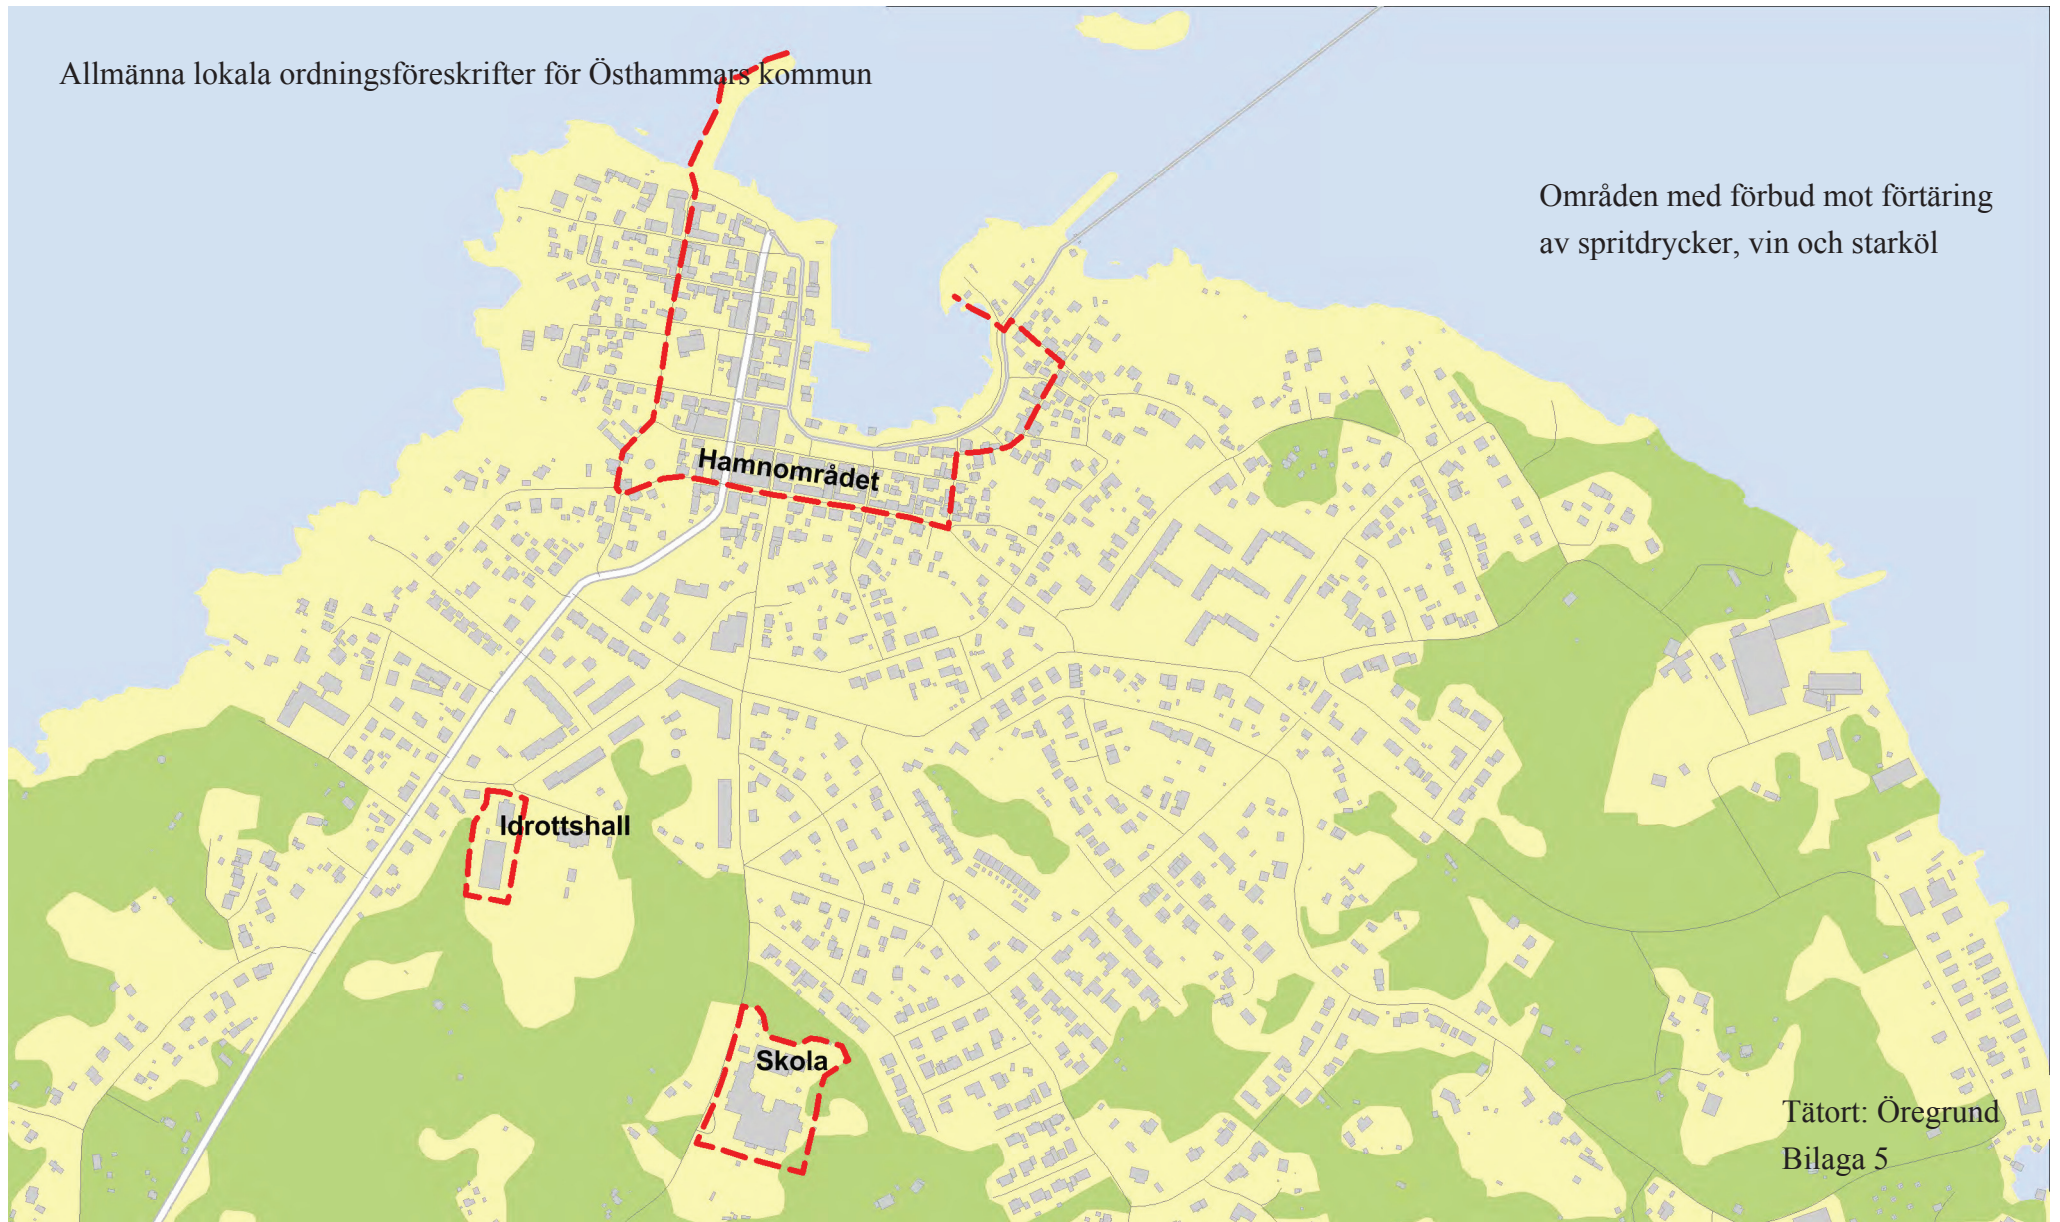 Allmänna lokala ordningsföreskrifter för Östhammars kommun
Områden med förbud mot förtäring
av spritdrycker, vin och starköl
Hamnområdet
Idrottshall
Skola
Tätort: Öregrund
Bilaga 5